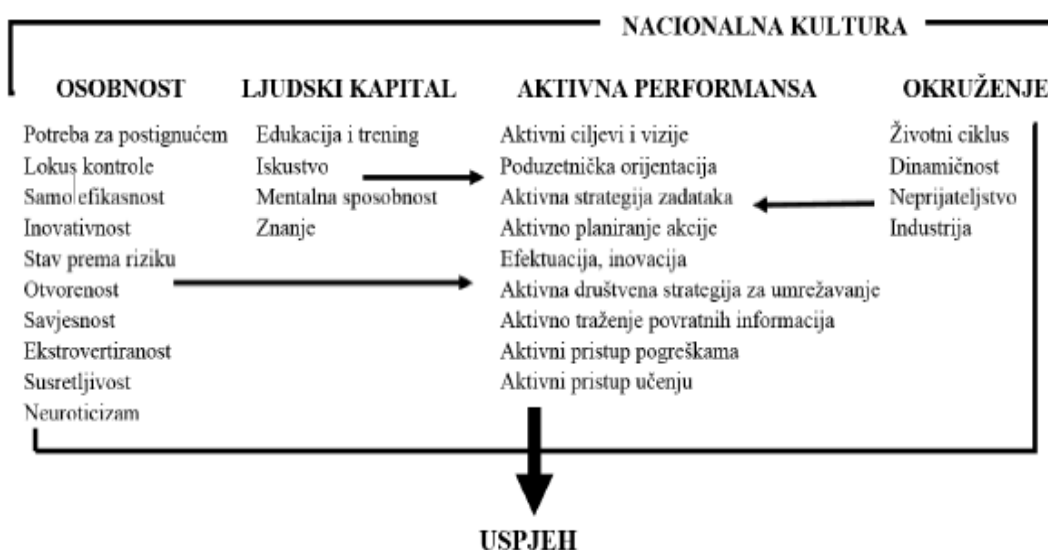 NACIONALNA KULTURA
OSOBNOST
Potreba za postignućem
Lokus kontrole
Samo efikasnost
Inovativnost
Stav prema riziku
Otvorenost
Savjesnost
Ekstrovertiranost
Susretljivost
Neuroticizam
LJUDSKI KAPITAL
Edukacija i trening
Iskustvo
Mentalna sposobnost
Znanje
AKTIVNA PERFORMANSA
Aktivni ciljevi i vizije
Poduzetnička orijentacija
Aktivna strategija zadataka
Aktivno planiranje akcije
Efektuacija, inovacija
Aktivna društvena strategija za umrežavanje
Aktivno traženje povratnih informacija
Aktivni pristup pogreškama
Aktivni pristup učenju
OKRUŽENJE
Životni ciklus
Dinamičnost
Neprijateljstvo
Industrija
USPJEH